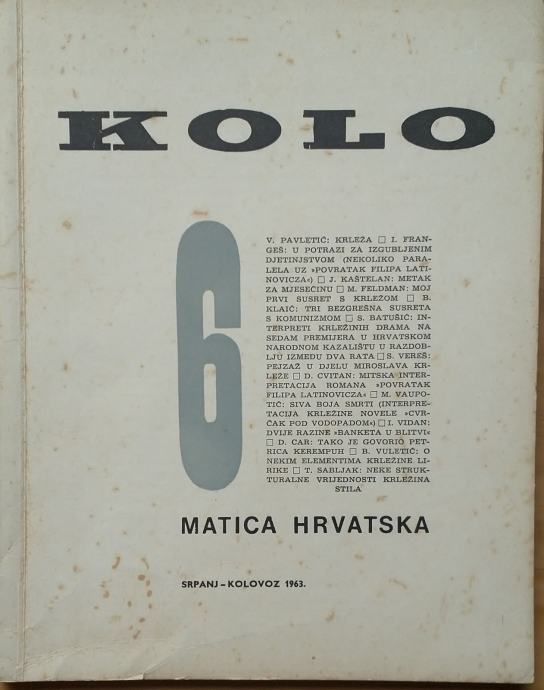 KOLO
6
V. PAVLETIĆ: KRLEŽA □ I. FRAN-
GEŠ: U POTRAZI ZA IZGUBLJENIM
DJETINJSTVOM (NEKOLIKO PARA-
LELA UZ »POVRATAK FILIPA LATI-
NOVICZA«) □ J. KAŠTELAN: METAK
ZA MJESEČINU □ M. FELDMAN: MOJ
PRVI SUSRET S KRLEŽOM □ B.
KLAIĆ: TRI BEZGREŠNA SUSRETA
S KOMUNIZMOM □ S. BATUŠIĆ: IN-
TERPRETI KRLEŽINIH DRAMA NA
SEDAM PREMIJERA U HRVATSKOM
NARODNOM KAZALIŠTU U RAZDOB-
LJU IZMEĐU DVA RATA □ S. VEREŠ:
PEJZAŽ U DJELU MIROSLAVA KR-
LEŽE □ D. CVITAN: MITSKA INTER-
PRETACIJA ROMANA »POVRATAK
FILIPA LATINOVICZA« □ M. VAUPO-
TIĆ: SIVA BOJA SMRTI (INTERPRE-
TACIJA KRLEŽINE NOVELE »CVR-
ČAK POD VODOPADOM«) □ I. VIDAN:
DVIJE RAZINE »BANKETA U BLITVI«
□ D. CAR: TAKO JE GOVORIO PET-
RICA KEREMPUH □ B. VULETIĆ: O
NEKIM ELEMENTIMA KRLEŽINE LI-
RIKE □ T. SABLJAK: NEKE STRUK-
TURALNE VRIJEDNOSTI KRLEŽINA
STILA
MATICA HRVATSKA
SRPANJ – KOLOVOZ 1963.